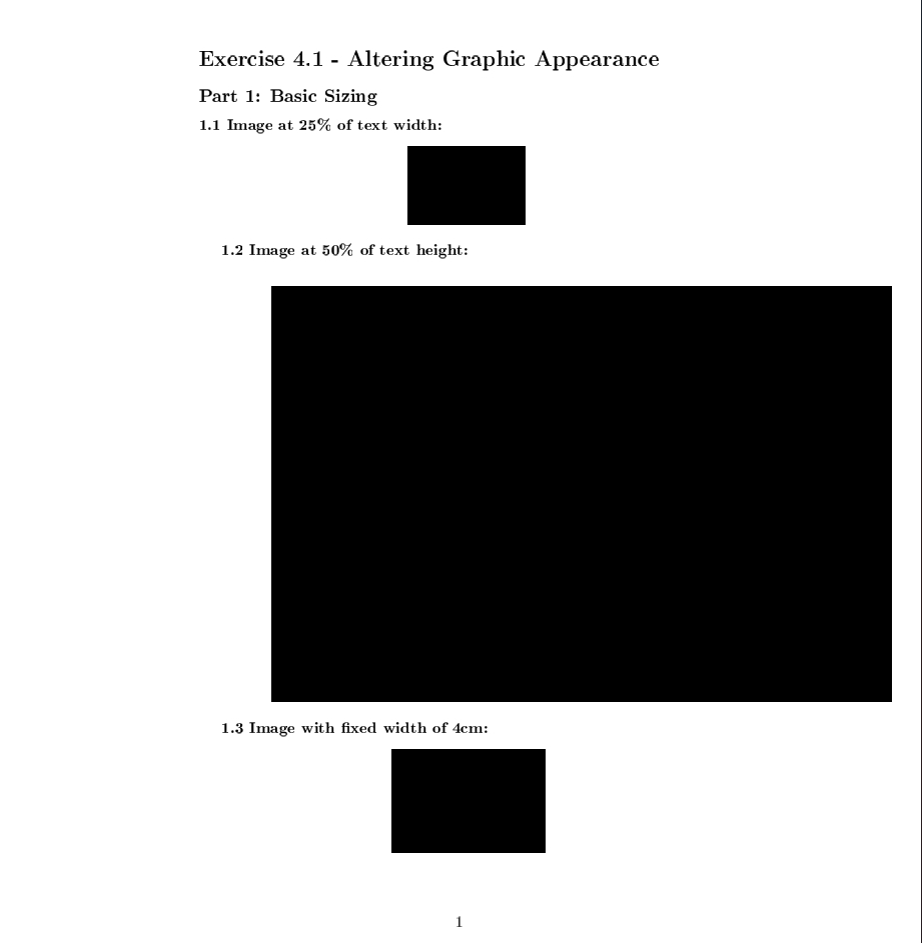 Exercise 4.1 - Altering Graphic Appearance
Part 1: Basic Sizing
1.1 Image at 25% of text width:
1.2 Image at 50% of text height:
1.3 Image with fixed width of 4cm:
1